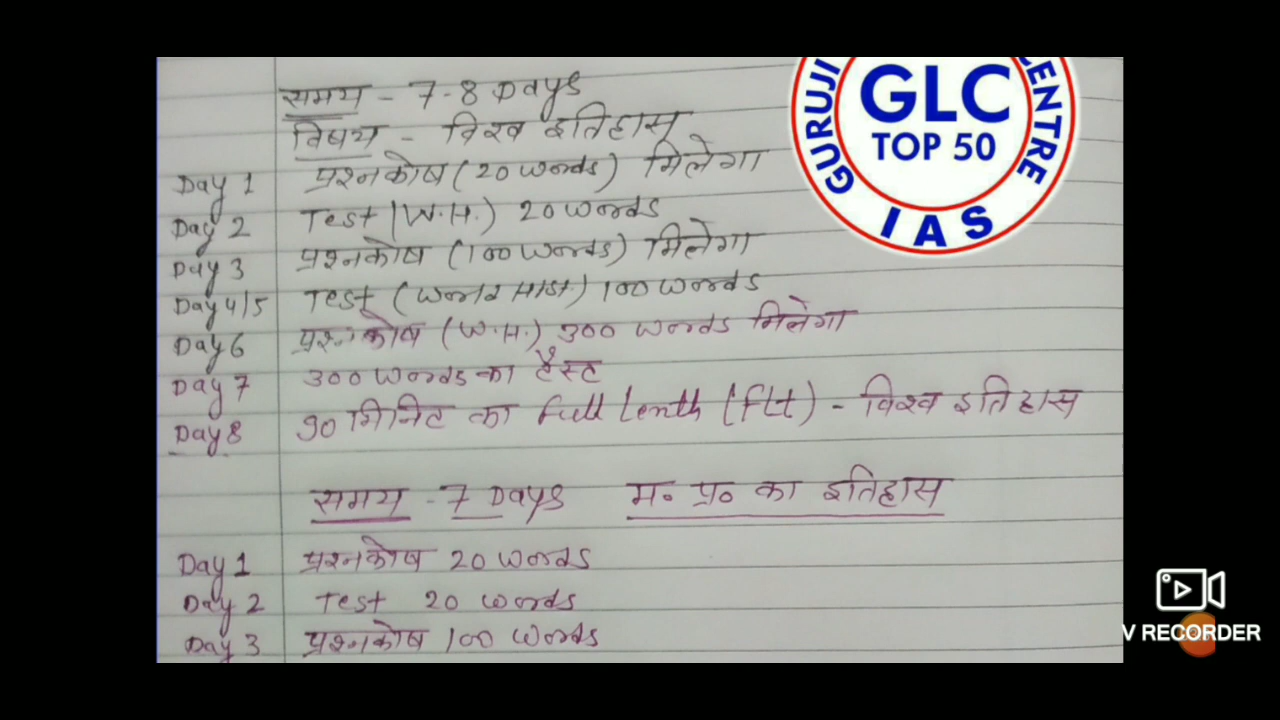 समय - 7-8 Days
विषय - विश्व इतिहास
Day 1 प्रश्नकोष (20 words) मिलेगा
Day 2 Test (W.H.) 20 words
Day 3 प्रश्नकोष (100 words) मिलेगा
Day 4/5 Test (World Hist.) 100 words
Day 6 प्रश्नकोष (W.H.) 300 words मिलेगा
Day 7 300 words का टैस्ट
Day 8 90 मिनिट का full lenth (flt) - विश्व इतिहास
समय - 7 Days म॰ प्र॰ का इतिहास
Day 1 प्रश्नकोष 20 words
Day 2 Test 20 words
Day 3 प्रश्नकोष 100 words
GURUJI
ENTRE
GLC
TOP 50
IAS
V RECORDER